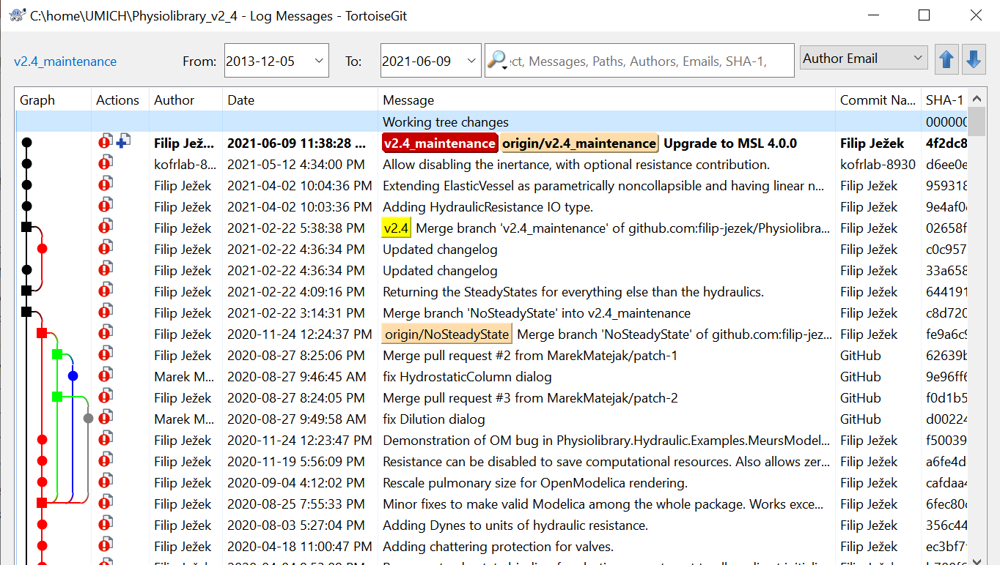 C:\home\UMICH\Physiolibrary_v2_4 - Log Messages - TortoiseGit
v2.4_maintenance From: 2013-12-05 To: 2021-06-09 ct, Messages, Paths, Authors, Emails, SHA-1, Author Email
Graph Actions Author Date Message Commit Na... SHA-1
Working tree changes 000000
Filip Jež... 2021-06-09 11:38:28 ... v2.4_maintenance origin/v2.4_maintenance Upgrade to MSL 4.0.0 Filip Ježek 4f2dc8
kofrlab-8... 2021-05-12 4:34:00 PM Allow disabling the inertance, with optional resistance contribution. kofrlab-8930 d6ee0e
Filip Ježek 2021-04-02 10:04:36 PM Extending ElasticVessel as parametrically noncollapsible and having linear n... Filip Ježek 959318
Filip Ježek 2021-04-02 10:03:36 PM Adding HydraulicResistance IO type. Filip Ježek 9e4af0
Filip Ježek 2021-02-22 5:38:38 PM v2.4 Merge branch 'v2.4_maintenance' of github.com:filip-jezek/Physiolibra... Filip Ježek 02658f
Filip Ježek 2021-02-22 4:36:34 PM Updated changelog Filip Ježek c0c957
Filip Ježek 2021-02-22 4:36:34 PM Updated changelog Filip Ježek 33a658
Filip Ježek 2021-02-22 4:09:16 PM Returning the SteadyStates for everything else than the hydraulics. Filip Ježek 644191
Filip Ježek 2021-02-22 3:14:31 PM Merge branch 'NoSteadyState' into v2.4_maintenance Filip Ježek c8d720
Filip Ježek 2020-11-24 12:24:37 PM origin/NoSteadyState Merge branch 'NoSteadyState' of github.com:filip-jez... Filip Ježek fe9a6c
Filip Ježek 2020-08-27 8:25:06 PM Merge pull request #2 from MarekMatejak/patch-1 GitHub 62639b
Marek M... 2020-08-27 9:46:45 AM fix HydrostaticColumn dialog GitHub 9e96ff
Filip Ježek 2020-08-27 8:24:05 PM Merge pull request #3 from MarekMatejak/patch-2 GitHub f0d1b5
Marek M... 2020-08-27 9:49:58 AM fix Dilution dialog GitHub d00224
Filip Ježek 2020-11-24 12:23:47 PM Demonstration of OM bug in Physiolibrary.Hydraulic.Examples.MeursModel... Filip Ježek f50039
Filip Ježek 2020-11-19 5:56:09 PM Resistance can be disabled to save computational resources. Also allows zer... Filip Ježek a6fe4d
Filip Ježek 2020-09-04 4:12:02 PM Rescale pulmonary size for OpenModelica rendering. Filip Ježek cafdaa
Filip Ježek 2020-08-25 7:55:33 PM Minor fixes to make valid Modelica among the whole package. Works exce... Filip Ježek 6fec80
Filip Ježek 2020-08-03 5:27:04 PM Adding Dynes to units of hydraulic resistance. Filip Ježek 356c44
Filip Ježek 2020-04-18 11:00:47 PM Adding chattering protection for valves. Filip Ježek ec3bf7